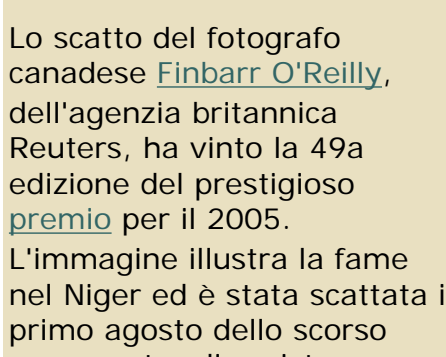 Lo scatto del fotografo
canadese Finbarr O'Reilly,
dell'agenzia britannica
Reuters, ha vinto la 49a
edizione del prestigioso
premio per il 2005.
L'immagine illustra la fame
nel Niger ed è stata scattata i
primo agosto dello scorso